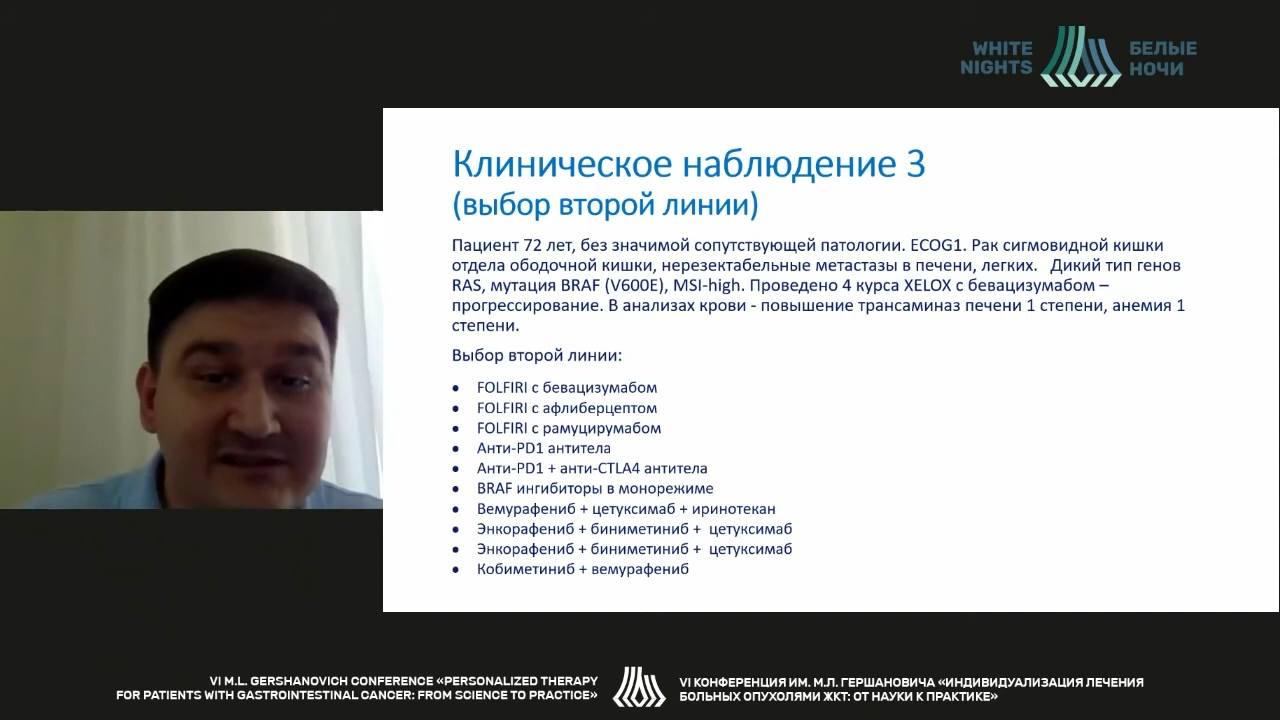 WHITE
NIGHTS
БЕЛЫЕ
НОЧИ
Клиническое наблюдение 3
(выбор второй линии)
Пациент 72 лет, без значимой сопутствующей патологии. ECOG1. Рак сигмовидной кишки
отдела ободочной кишки, нерезектабельные метастазы в печени, легких. Дикий тип генов
RAS, мутация BRAF (V600E), MSI-high. Проведено 4 курса XELOX с бевацизумабом –
прогрессирование. В анализах крови - повышение трансаминаз печени 1 степени, анемия 1
степени.
Выбор второй линии:
• FOLFIRI с бевацизумабом
• FOLFIRI с афлиберцептом
• FOLFIRI с рамуцирумабом
• Анти-PD1 антитела
• Анти-PD1 + анти-CTLA4 антитела
• BRAF ингибиторы в монорежиме
• Вемурафениб + цетуксимаб + иринотекан
• Энкорафениб + биниметиниб + цетуксимаб
• Энкорафениб + биниметиниб + цетуксимаб
• Кобиметиниб + вемурафениб
VI M.L. GERSHANOVICH CONFERENCE «PERSONALIZED THERAPY
FOR PATIENTS WITH GASTROINTESTINAL CANCER: FROM SCIENCE TO PRACTICE»
VI КОНФЕРЕНЦИЯ ИМ. М.Л. ГЕРШАНОВИЧА «ИНДИВИДУАЛИЗАЦИЯ ЛЕЧЕНИЯ
БОЛЬНЫХ ОПУХОЛЯМИ ЖКТ: ОТ НАУКИ К ПРАКТИКЕ»